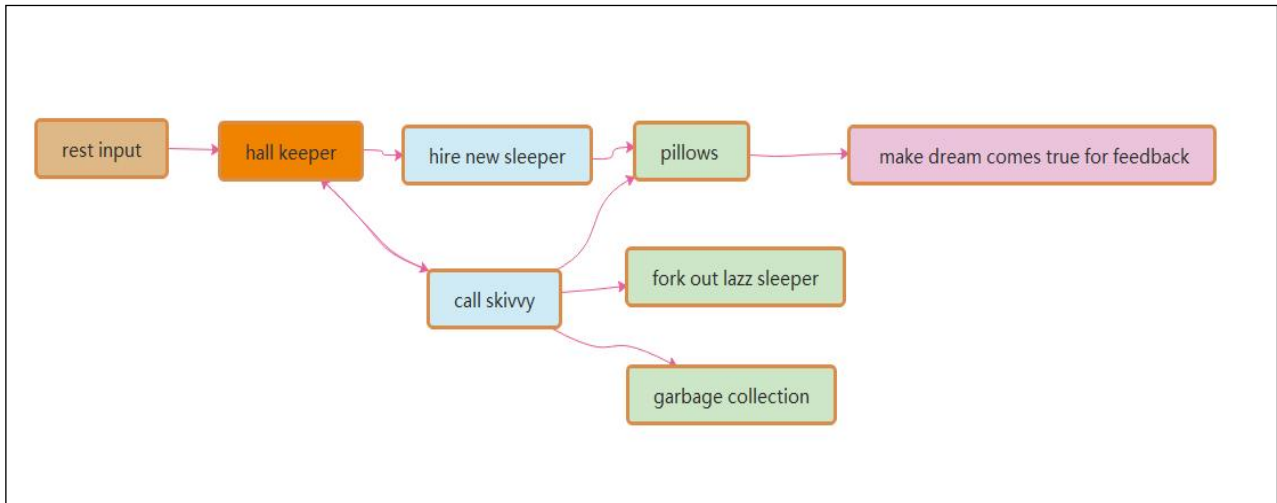 rest input
hall keeper
hire new sleeper
pillows
make dream comes true for feedback
call skivvy
fork out lazz sleeper
garbage collection